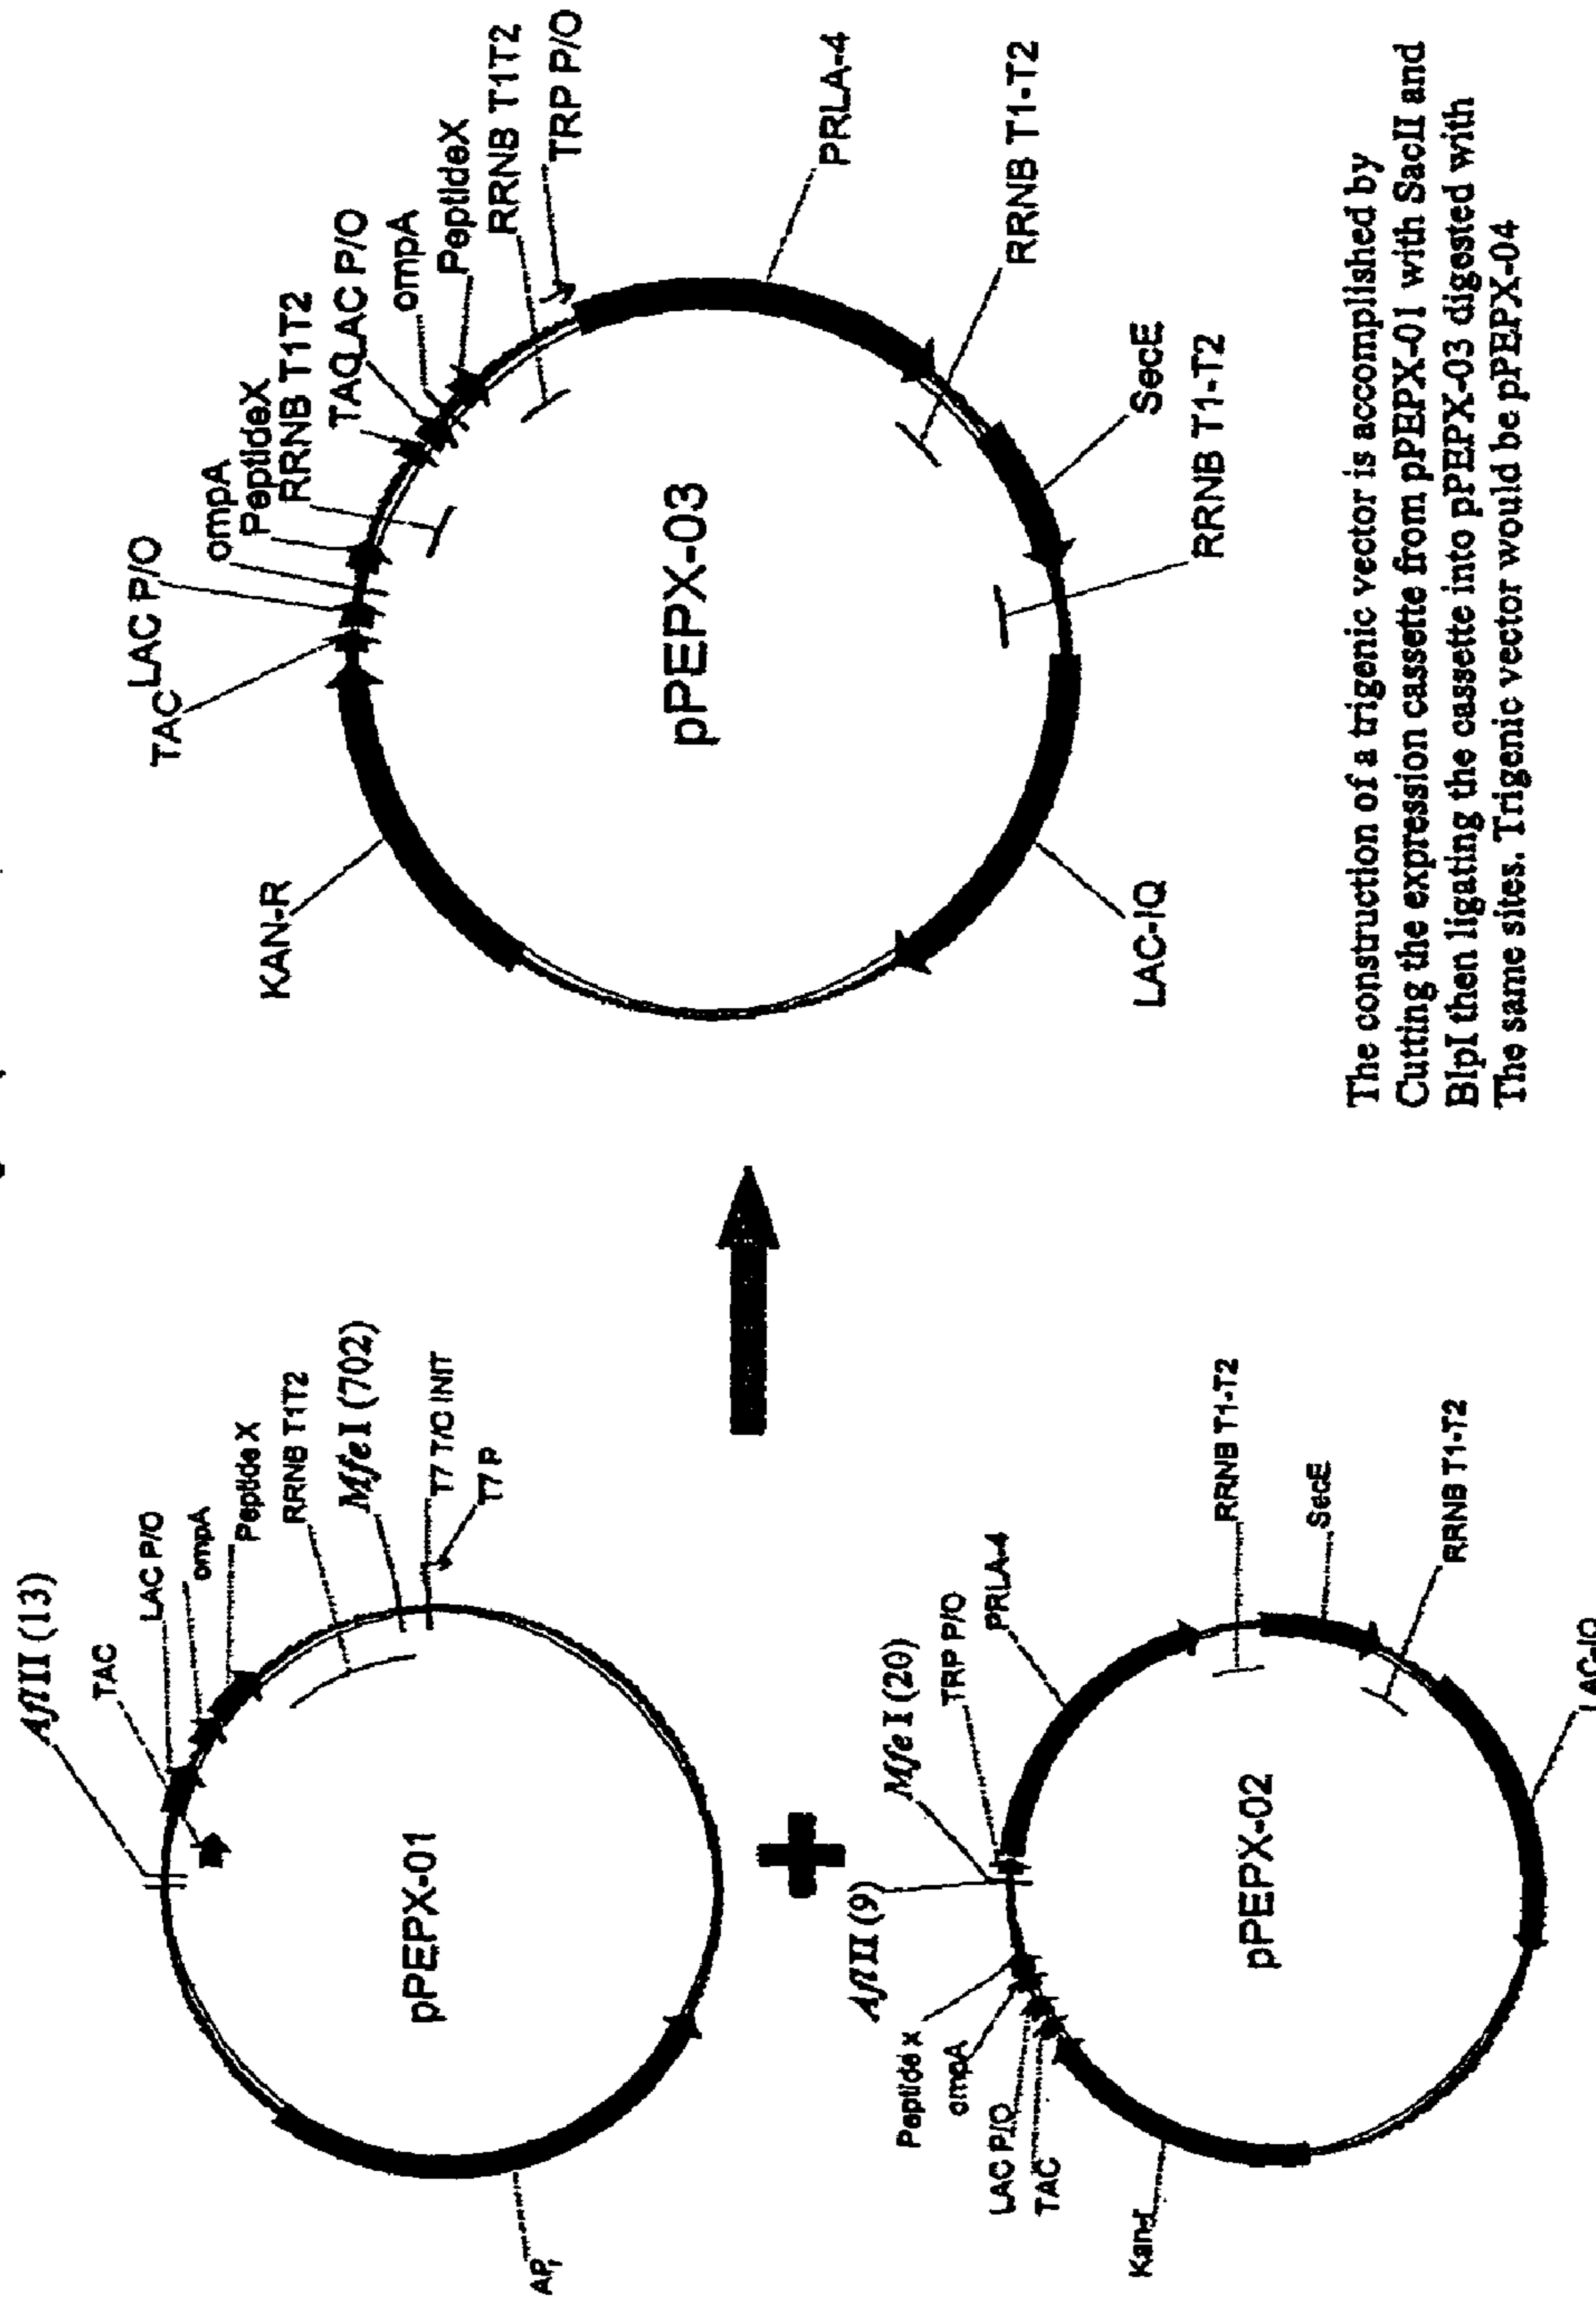 AflII (13)
TAC
LAC P/O
ompA
Peptide X
RRNB T1T2
MfeI (702)
T7 T/C INIT
T7 P
pPEPX-01
APr
AflII (9)
MfeI (20)
TRP P/O
PRLA-4
RRNB T1-T2
SecE
RRNB T1-T2
LAC-IQ
pPEPX-02
Peptide x
ompA
LAC P/O
TAC
Kan-r
TAC
LAC P/O
ompA
PeptideX
RRNB T1T2
TAC
LAC P/O
ompA
PeptideX
RRNB T1T2
TRP P/O
PRLA-4
RRNB T1-T2
SecE
RRNB T1-T2
LAC-IQ
KAN-R
pPEPX-03
The construction of a trigenic vector is accomplished by
Cutting the expression cassette from pPEPX-01 with SacII and
BlpI then ligating the cassette into pPEPX-03 digested with
The same sites. Trigenic vector would be pPEPX-04